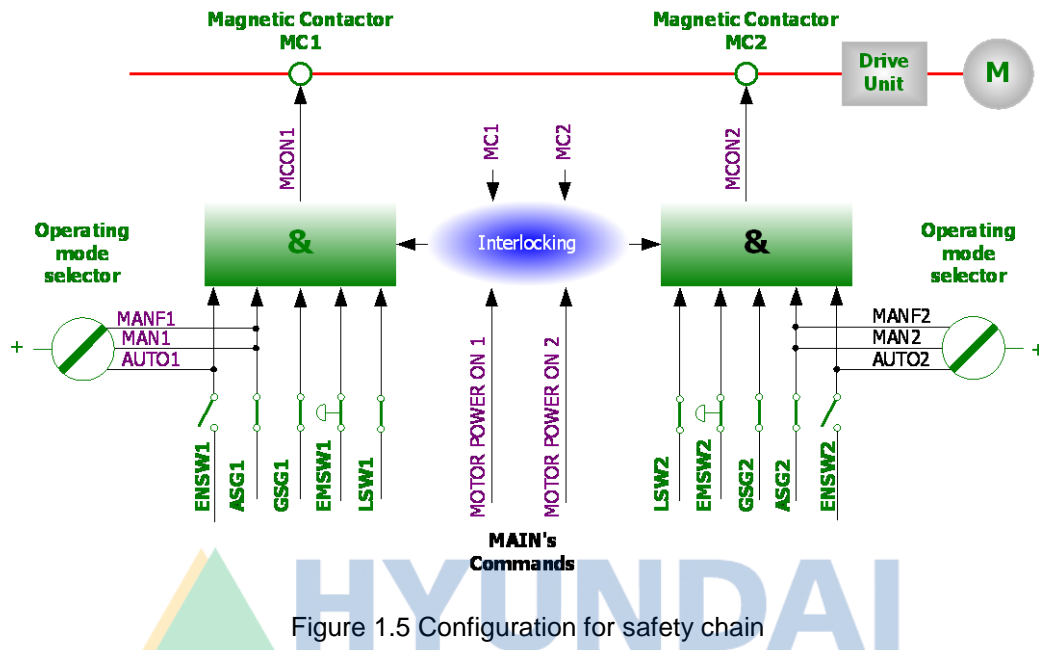 Magnetic Contactor
MC1
Magnetic Contactor
MC2
Drive
Unit
M
MCON1
MC1
MC2
MCON2
Operating
mode
selector
&
Interlocking
&
Operating
mode
selector
+
MANF1
MAN1
AUTO1
MANF2
MAN2
AUTO2
+
ENSW1
ASG1
GSG1
EMSW1
LSW1
MOTOR POWER ON 1
MOTOR POWER ON 2
LSW2
EMSW2
GSG2
ASG2
ENSW2
MAIN's
Commands
HYUNDAI
Figure 1.5 Configuration for safety chain